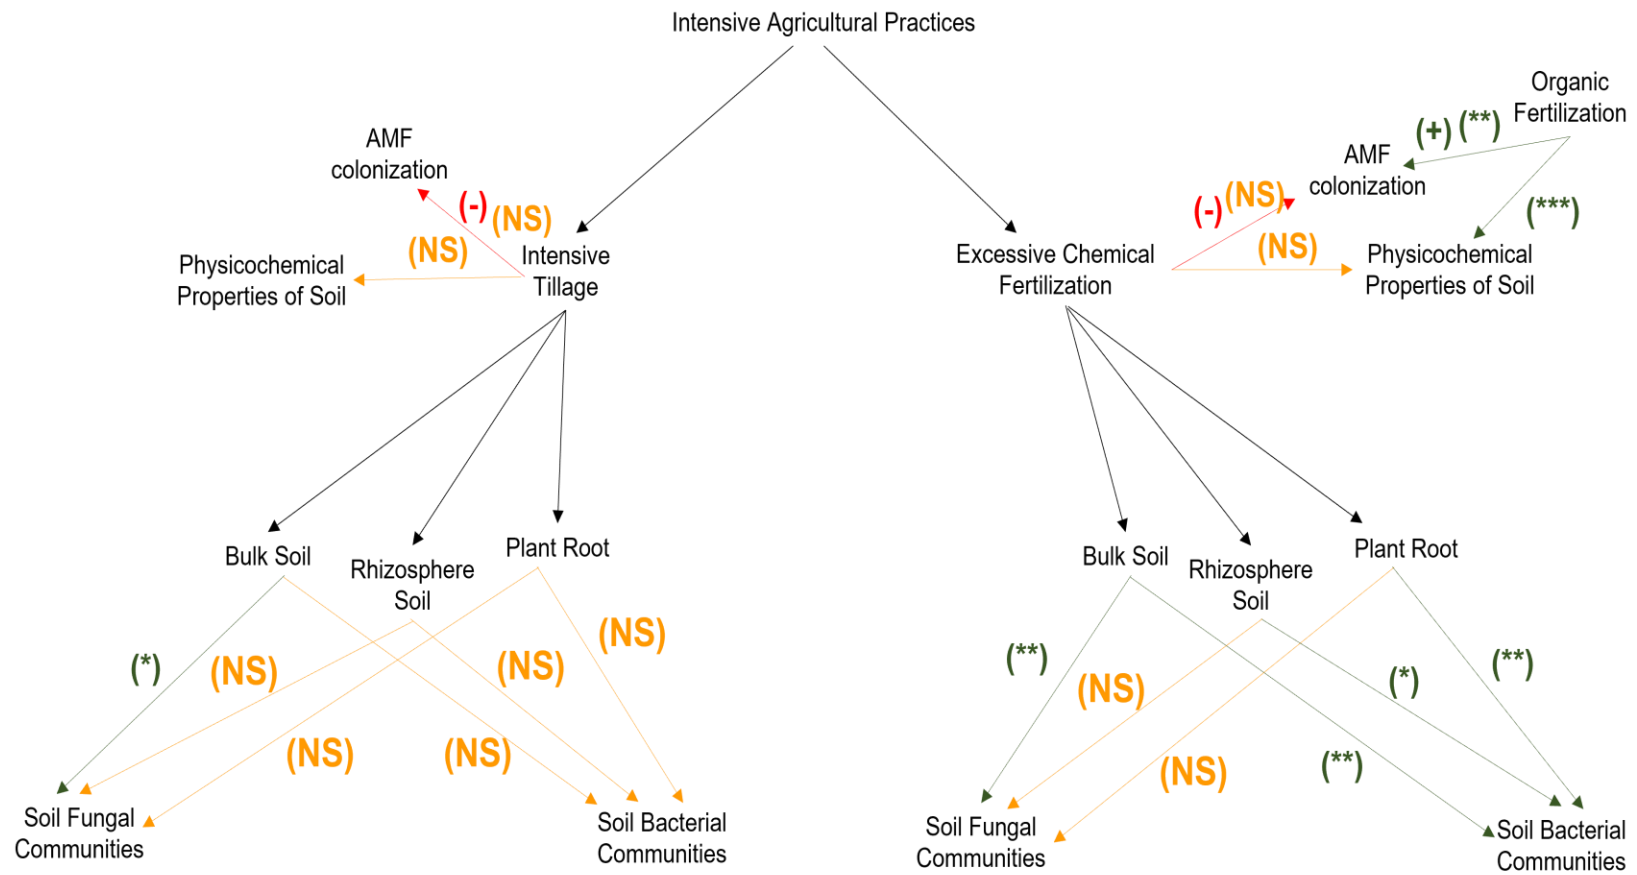 Intensive Agricultural Practices
Organic
Fertilization
(+) (**)
AMF
colonization
(-) (NS)
(NS)
Physicochemical
Properties of Soil
Intensive
Tillage
AMF
colonization
(-) (NS)
(***)
(NS)
Excessive Chemical
Fertilization
Physicochemical
Properties of Soil
Bulk Soil
Rhizosphere
Soil
Plant Root
(*)
(NS)
(NS)
(NS)
(NS)
(NS)
Soil Fungal
Communities
Soil Bacterial
Communities
Bulk Soil
Rhizosphere
Soil
Plant Root
(**)
(NS)
(*)
(**)
(NS)
(**)
Soil Fungal
Communities
Soil Bacterial
Communities